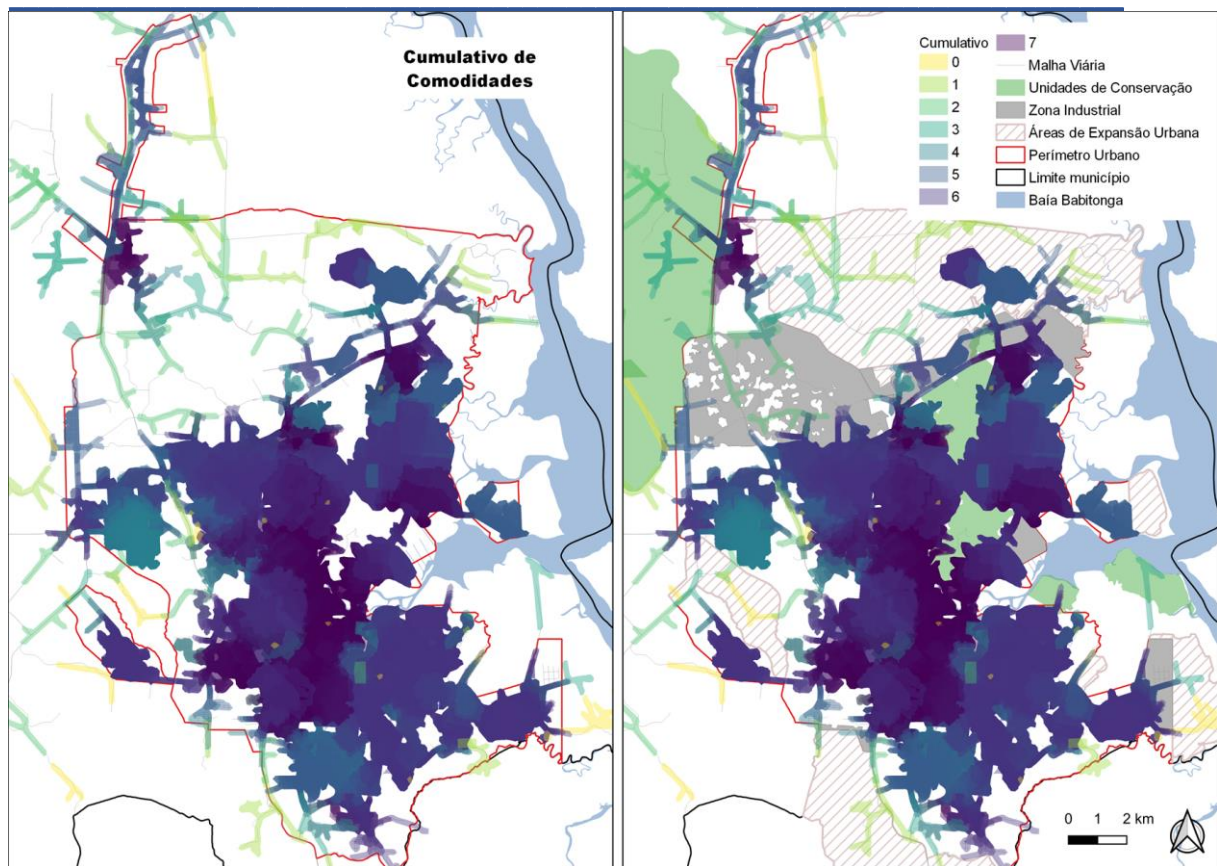 Cumulativo de
Comodidades
Cumulativo
0
1
2
3
4
5
6
7
Malha Viária
Unidades de Conservação
Zona Industrial
Áreas de Expansão Urbana
Perímetro Urbano
Limite município
Baía Babitonga
0 1 2 km